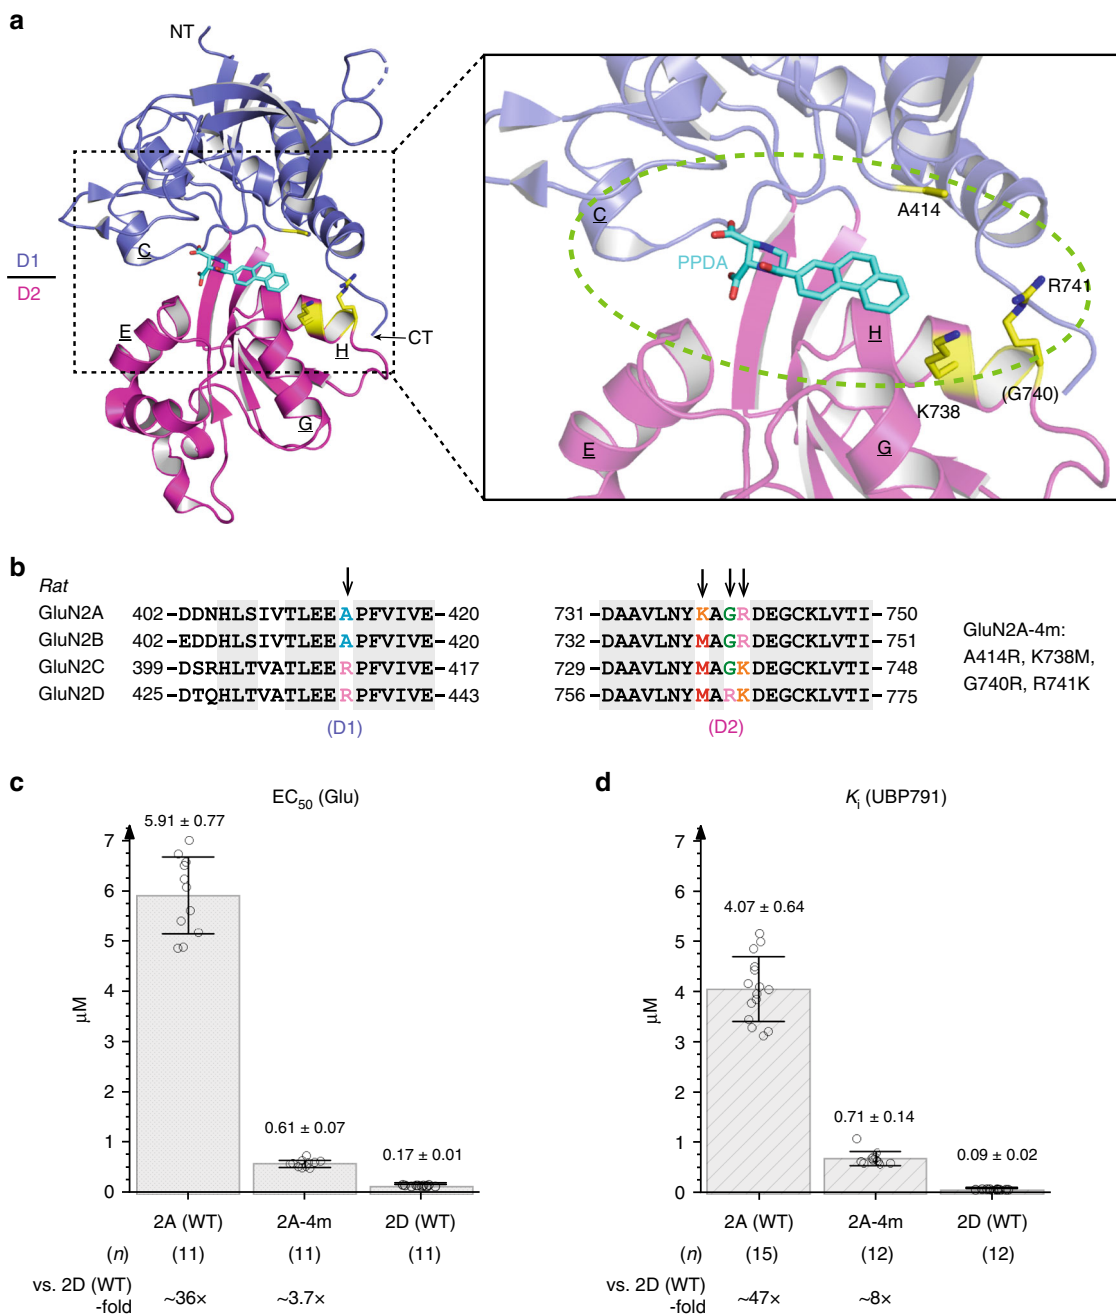 a
NT
D1
D2
C
E
H
G
CT
C
PPDA
A414
R741
H
K738
(G740)
G
E
b
Rat
GluN2A 402 DDNHLSIVTLEEAPFVIVE 420 731 DAAVLNYKAGRDEGCKLVTI 750
GluN2B 402 EDDHLSIVTLEEAPFVIVE 420 732 DAAVLNYMAGRDEGCKLVTI 751
GluN2C 399 DSRHLTVATLEERPFVIVE 417 729 DAAVLNYMAGKDEGCKLVTI 748
GluN2D 425 DTQHLTVATLEERPFVIVE 443 756 DAAVLNYMARKDEGCKLVTI 775
(D1) (D2)
GluN2A-4m:
A414R, K738M,
G740R, R741K
c
EC50 (Glu)
5.91 ± 0.77
0.61 ± 0.07
0.17 ± 0.01
7
6
5
4
3
2
1
0
µM
2A (WT) 2A-4m 2D (WT)
(n) (11) (11) (11)
vs. 2D (WT)
-fold ~36× ~3.7×
d
Ki (UBP791)
4.07 ± 0.64
0.71 ± 0.14
0.09 ± 0.02
7
6
5
4
3
2
1
0
µM
2A (WT) 2A-4m 2D (WT)
(n) (15) (12) (12)
vs. 2D (WT)
-fold ~47× ~8×